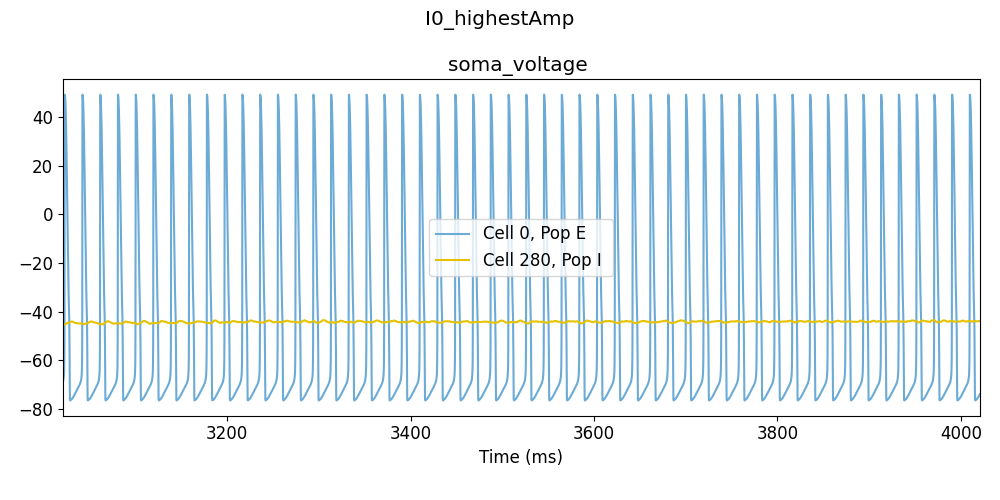 I0_highestAmp
soma_voltage
40
20
0
−20
−40
−60
−80
Cell 0, Pop E
Cell 280, Pop I
3200
3400
3600
3800
4000
Time (ms)